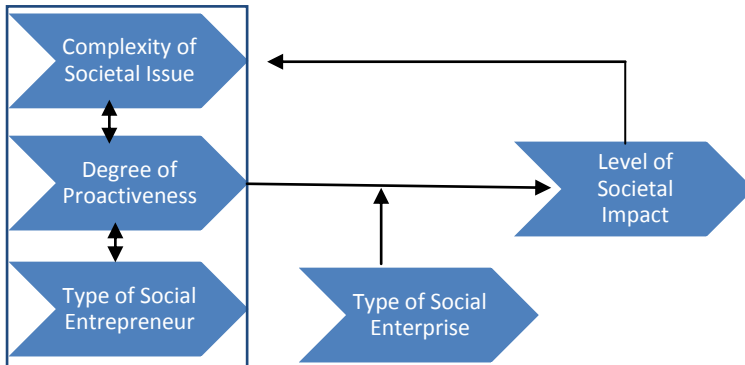 Complexity of
Societal Issue
Degree of
Proactiveness
Level of
Societal
Impact
Type of Social
Entrepreneur
Type of Social
Enterprise